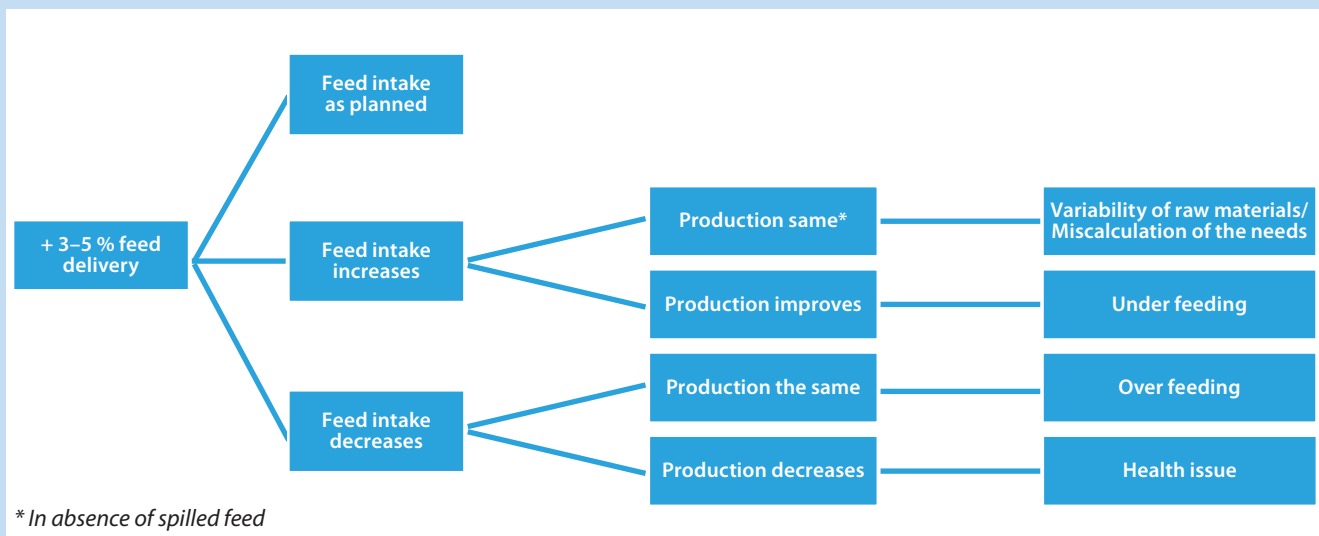 + 3–5 % feed
delivery
Feed intake
as planned
Feed intake
increases
Feed intake
decreases
Production same*
Production improves
Production the same
Production decreases
Variability of raw materials/
Miscalculation of the needs
Under feeding
Over feeding
Health issue
* In absence of spilled feed